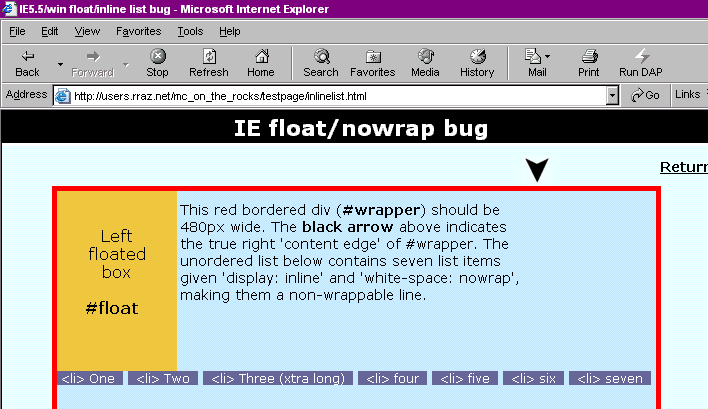 IE5.5/win float/inline list bug - Microsoft Internet Explorer
File Edit View Favorites Tools Help
Back Forward Stop Refresh Home Search Favorites Media History Mail Print Run DAP
Address http://users.rraz.net/mc_on_the_rocks/testpage/inlinelist.html Go Links
IE float/nowrap bug
Return
Left
floated
box
#float
This red bordered div (#wrapper) should be
480px wide. The black arrow above indicates
the true right 'content edge' of #wrapper. The
unordered list below contains seven list items
given 'display: inline' and 'white-space: nowrap',
making them a non-wrappable line.
<li> One <li> Two <li> Three (xtra long) <li> four <li> five <li> six <li> seven